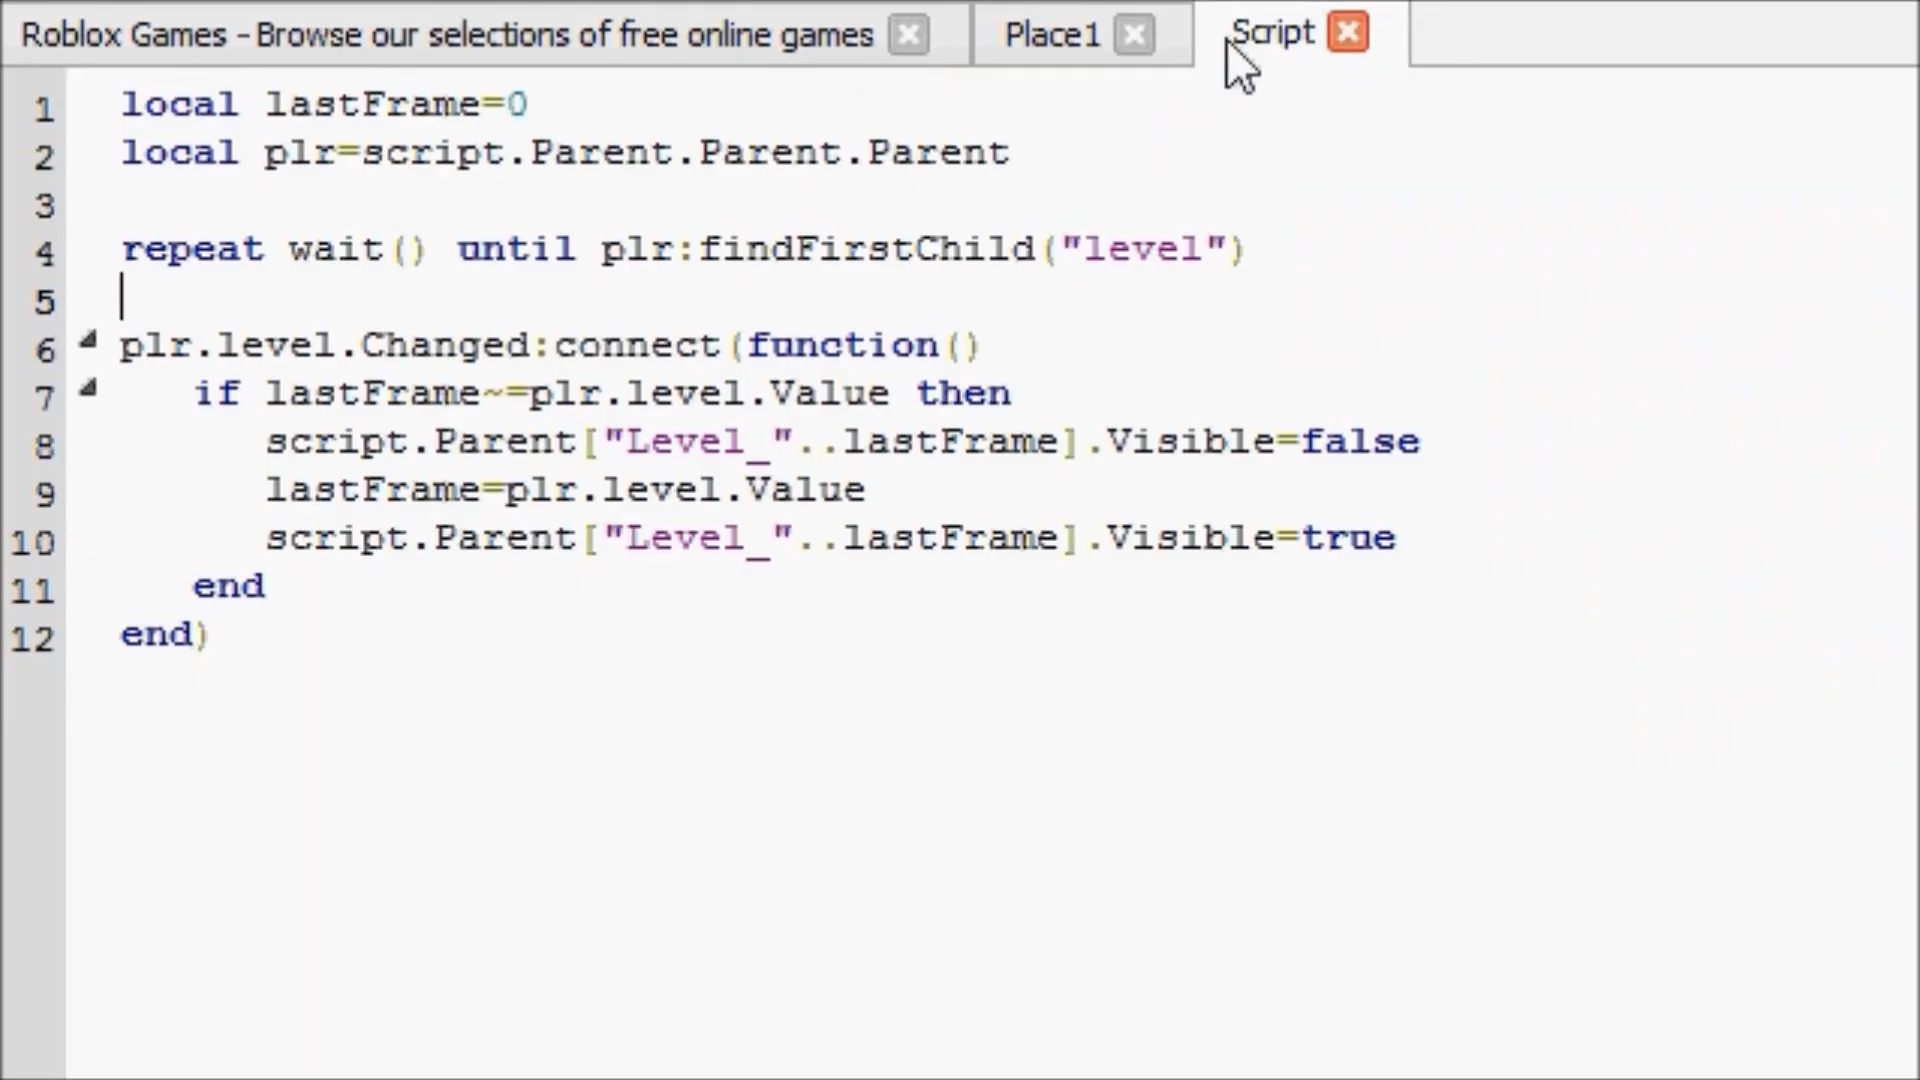 Roblox Games - Browse our selections of free online games Place1 Script
1 local lastFrame=0
2 local plr=script.Parent.Parent.Parent
3
4 repeat wait() until plr:findFirstChild("level")
5
6 plr.level.Changed:connect(function()
7 if lastFrame~=plr.level.Value then
8 script.Parent["Level_"..lastFrame].Visible=false
9 lastFrame=plr.level.Value
10 script.Parent["Level_"..lastFrame].Visible=true
11 end
12 end)